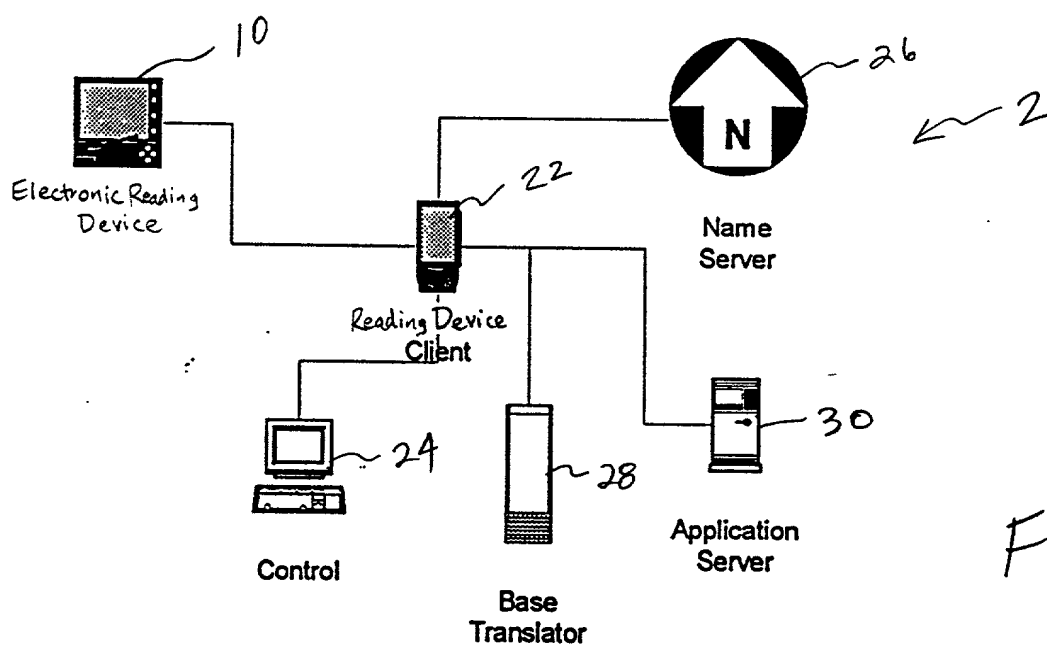 10
26
2
N
Electronic Reading
Device
22
Name
Server
Reading Device
Client
24
28
30
Control
Application
Server
F
Base
Translator